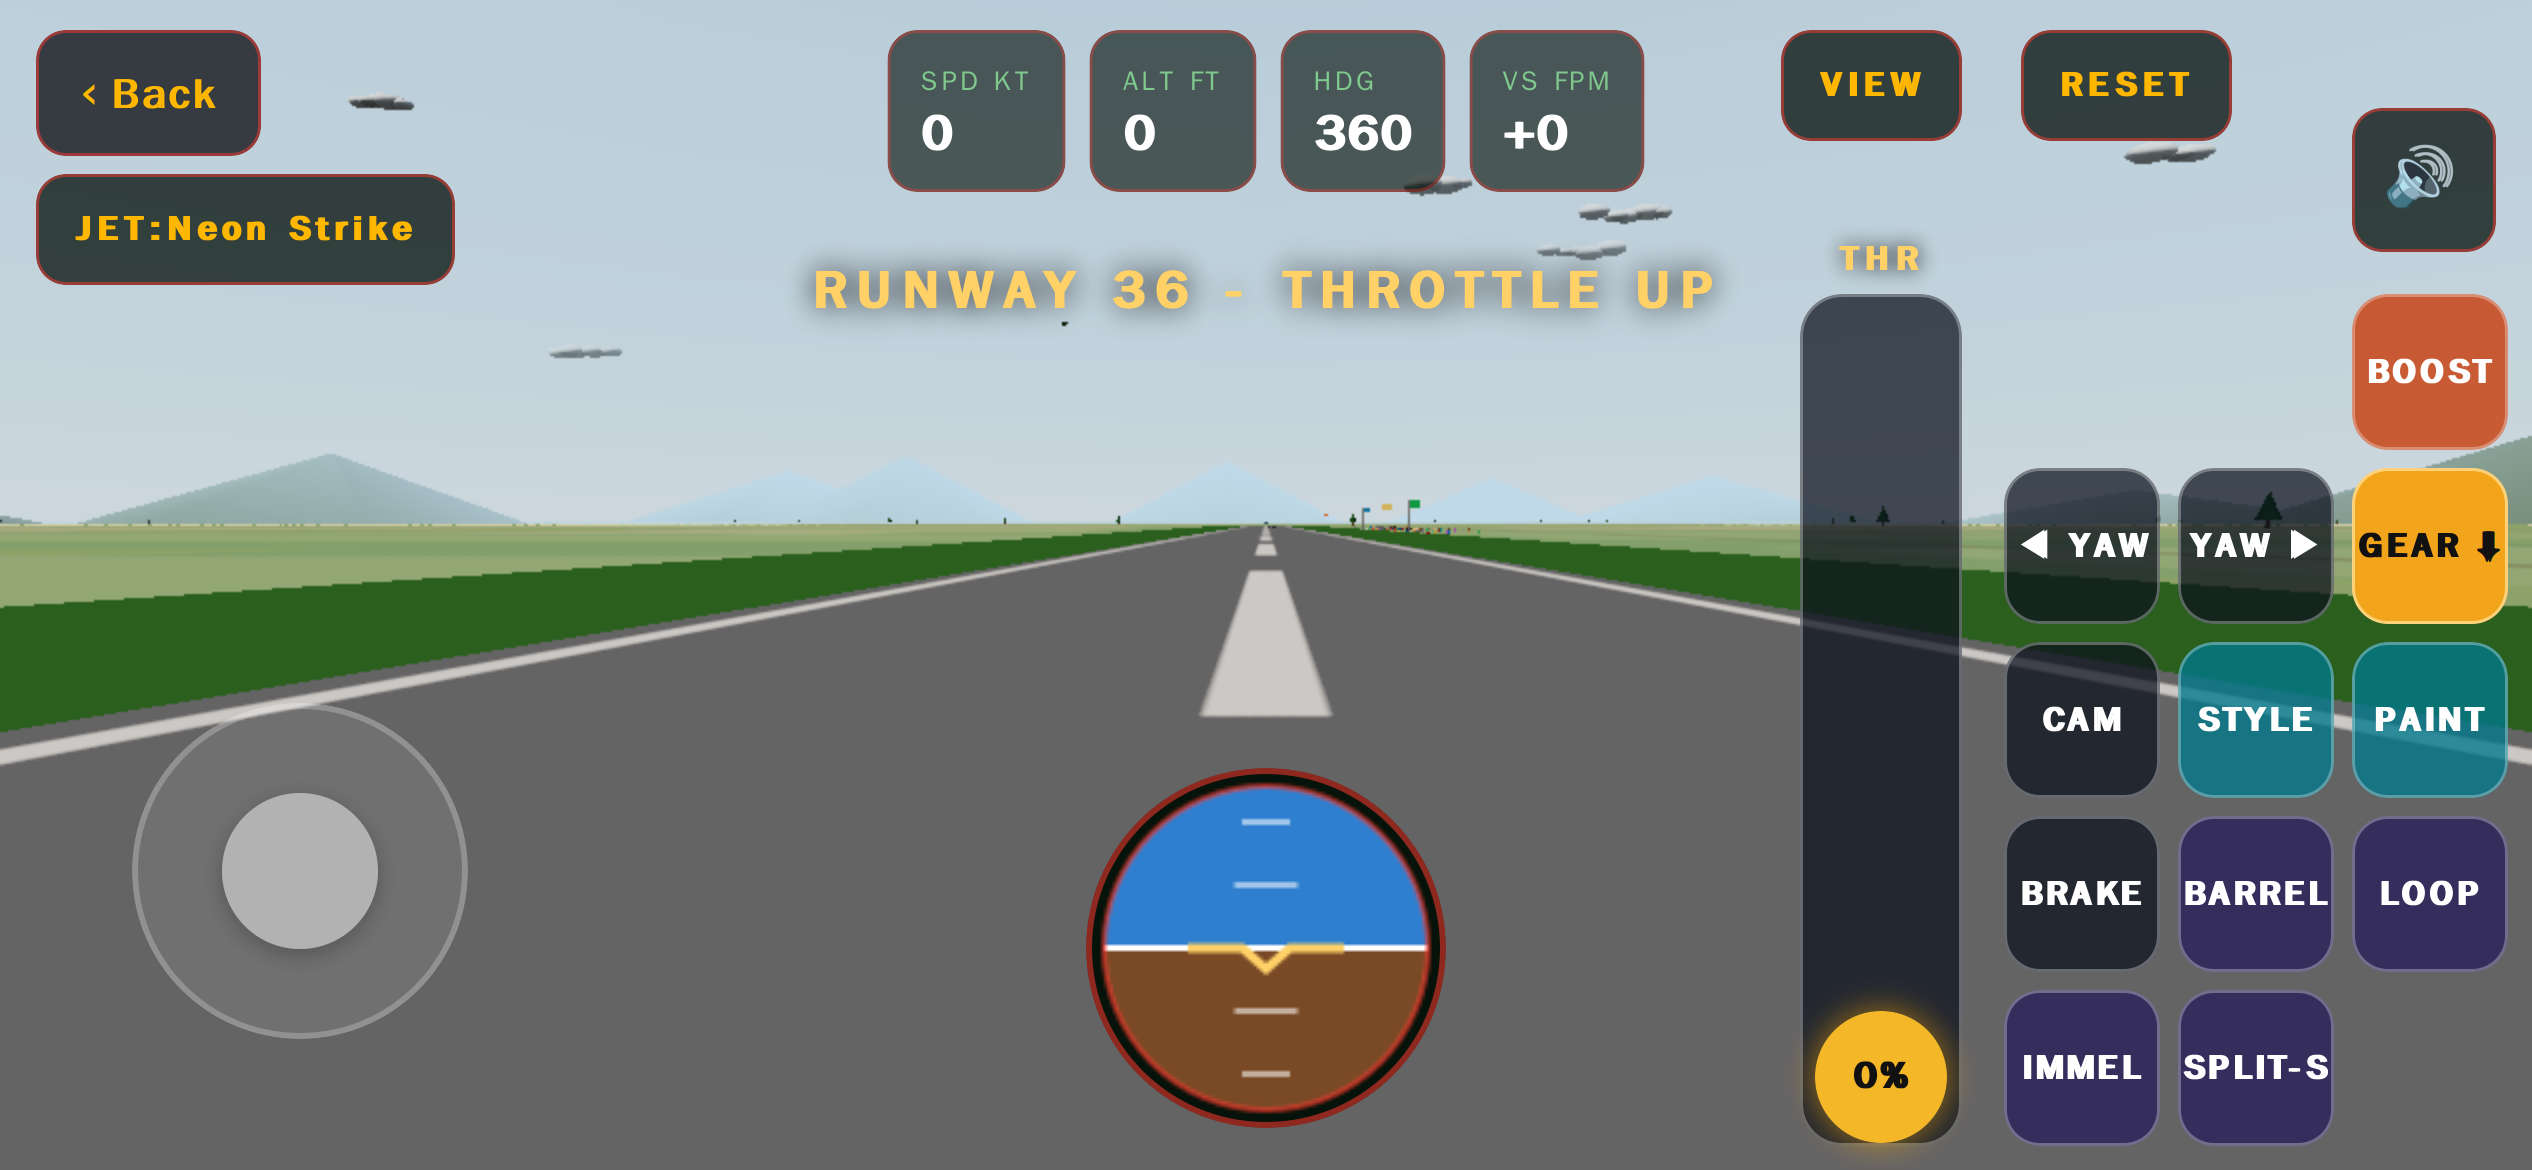 ‹ Back
JET:Neon Strike
SPD KT
0
ALT FT
0
HDG
360
VS FPM
+0
VIEW
RESET
RUNWAY 36 - THROTTLE UP
THR
0%
BOOST
◀ YAW
YAW ▶
GEAR ⬇
CAM
STYLE
PAINT
BRAKE
BARREL
LOOP
IMMEL
SPLIT-S